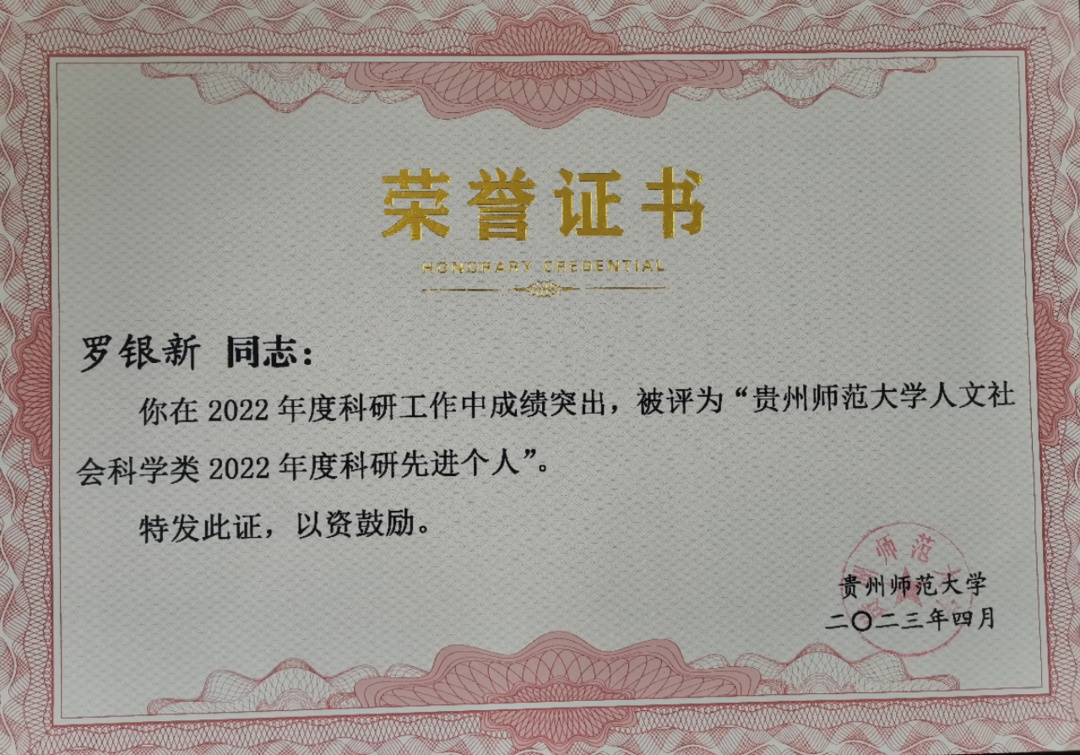 荣誉证书
HONORARY CREDENTIAL
罗银新 同志：
你在 2022 年度科研工作中成绩突出，被评为“贵州师范大学人文社
会科学类 2022 年度科研先进个人”。
特发此证，以资鼓励。
贵州师范大学
二〇二三年四月